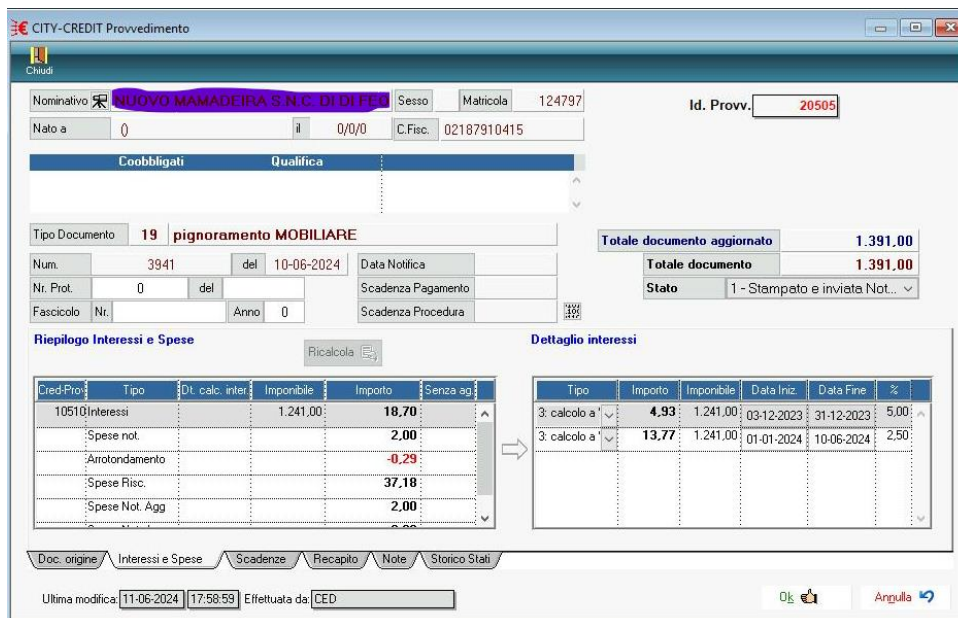 CITY-CREDIT Provvedimento
Chiudi
Nominativo NUOVO MAMADEIRA S.N.C. DI DI FEO Sesso Matricola 124797 Id. Provv. 20505
Nato a () il 0/0/0 C.Fisc. 02187910415
Coobbligati Qualifica
Tipo Documento 19 pignoramento MOBILIARE
Totale documento aggiornato 1.391,00
Num. 3941 del 10-06-2024 Data Notifica Totale documento 1.391,00
Nr. Prot. 0 del Scadenza Pagamento Stato 1 - Stampato e inviata Not...
Fascicolo Nr. Anno 0 Scadenza Procedura
Riepilogo Interessi e Spese Dettaglio interessi
Ricalcola
Cred-Prov Tipo Dt. calc. inter. Imponibile Importo Senza ag. Tipo Importo Imponibile Data Iniz. Data Fine %
10510 Interessi 1.241,00 18,70 3: calcolo a ' 4,93 1.241,00 03-12-2023 31-12-2023 5,00
Spese not. 2,00 3: calcolo a ' 13,77 1.241,00 01-01-2024 10-06-2024 2,50
Arrotondamento -0,29
Spese Risc. 37,18
Spese Not. Agg 2,00
Doc. origine Interessi e Spese Scadenze Recapito Note Storico Stati
Ultima modifica: 11-06-2024 17:58:59 Effettuata da: CED Ok Annulla